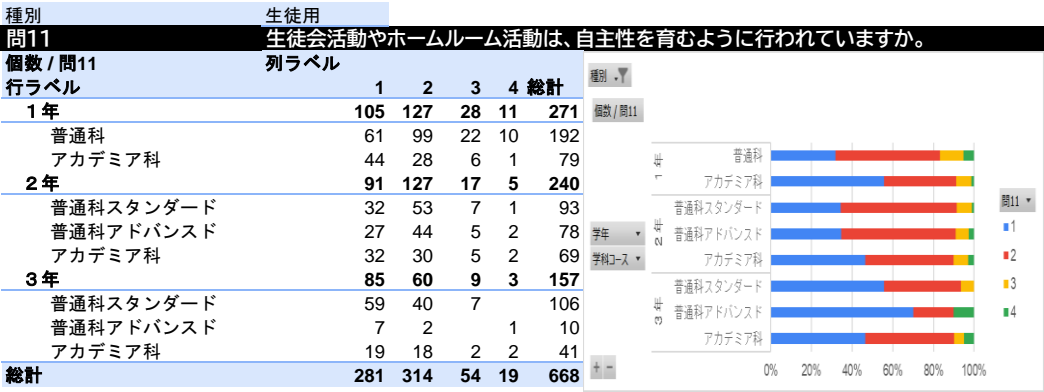 種別 生徒用
問11 生徒会活動やホームルーム活動は、自主性を育むように行われていますか。
個数 / 問11 列ラベル
行ラベル 1 2 3 4 総計
１年 105 127 28 11 271
普通科 61 99 22 10 192
アカデミア科 44 28 6 1 79
２年 91 127 17 5 240
普通科スタンダード 32 53 7 1 93
普通科アドバンスド 27 44 5 2 78
アカデミア科 32 30 5 2 69
３年 85 60 9 3 157
普通科スタンダード 59 40 7 106
普通科アドバンスド 7 2 1 10
アカデミア科 19 18 2 2 41
総計 281 314 54 19 668
種別
個数 / 問11
学年
学科コース
１年
普通科
アカデミア科
２年
普通科スタンダード
普通科アドバンスド
アカデミア科
３年
普通科スタンダード
普通科アドバンスド
アカデミア科
0% 20% 40% 60% 80% 100%
問11
1
2
3
4
+ −